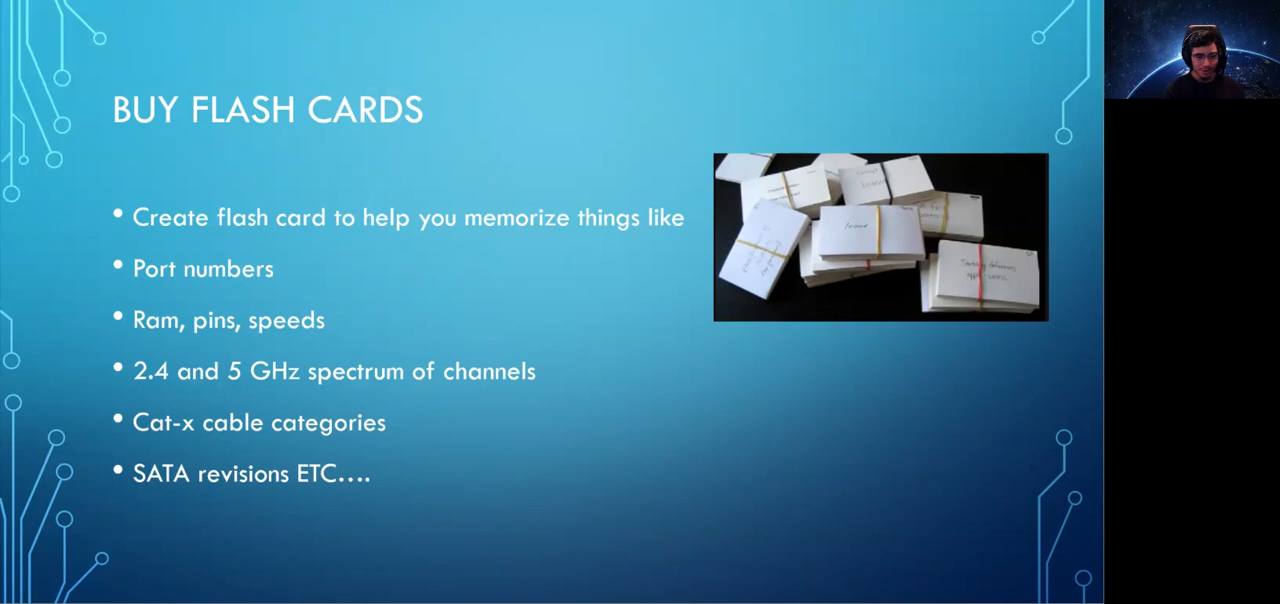 BUY FLASH CARDS
• Create flash card to help you memorize things like
• Port numbers
• Ram, pins, speeds
• 2.4 and 5 GHz spectrum of channels
• Cat-x cable categories
• SATA revisions ETC....